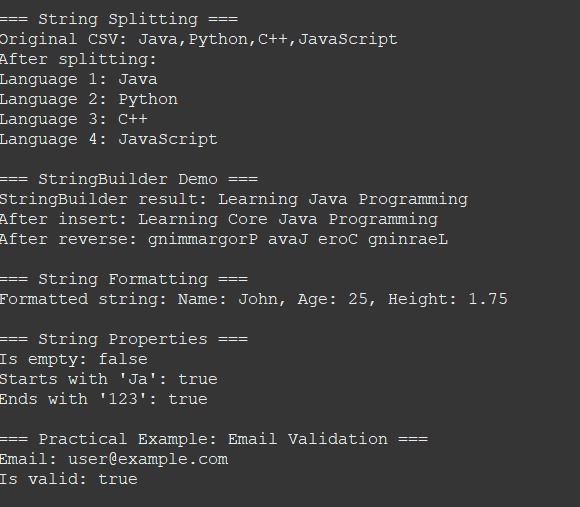 === String Splitting ===
Original CSV: Java,Python,C++,JavaScript
After splitting:
Language 1: Java
Language 2: Python
Language 3: C++
Language 4: JavaScript

=== StringBuilder Demo ===
StringBuilder result: Learning Java Programming
After insert: Learning Core Java Programming
After reverse: gnimmargorP avaJ eroC gninraeL

=== String Formatting ===
Formatted string: Name: John, Age: 25, Height: 1.75

=== String Properties ===
Is empty: false
Starts with 'Ja': true
Ends with '123': true

=== Practical Example: Email Validation ===
Email: user@example.com
Is valid: true